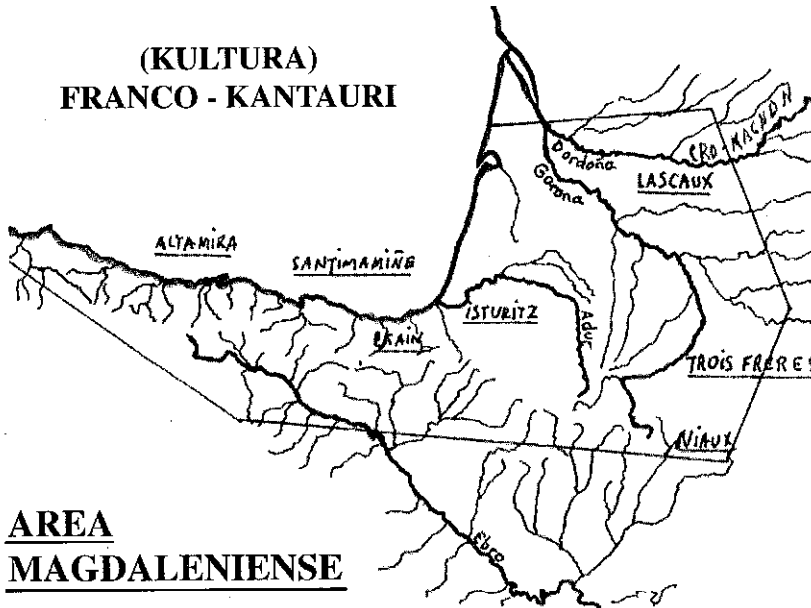 (KULTURA)
FRANCO - KANTAURI
CRO-MAGNON
Dordoña
LASCAUX
Garona
ALTAMIRA
SANTIMAMIÑE
ISTURITZ
EKAIN
Adur
TROIS FRERES
NIAUX
AREA
MAGDALENIENSE
Ebro